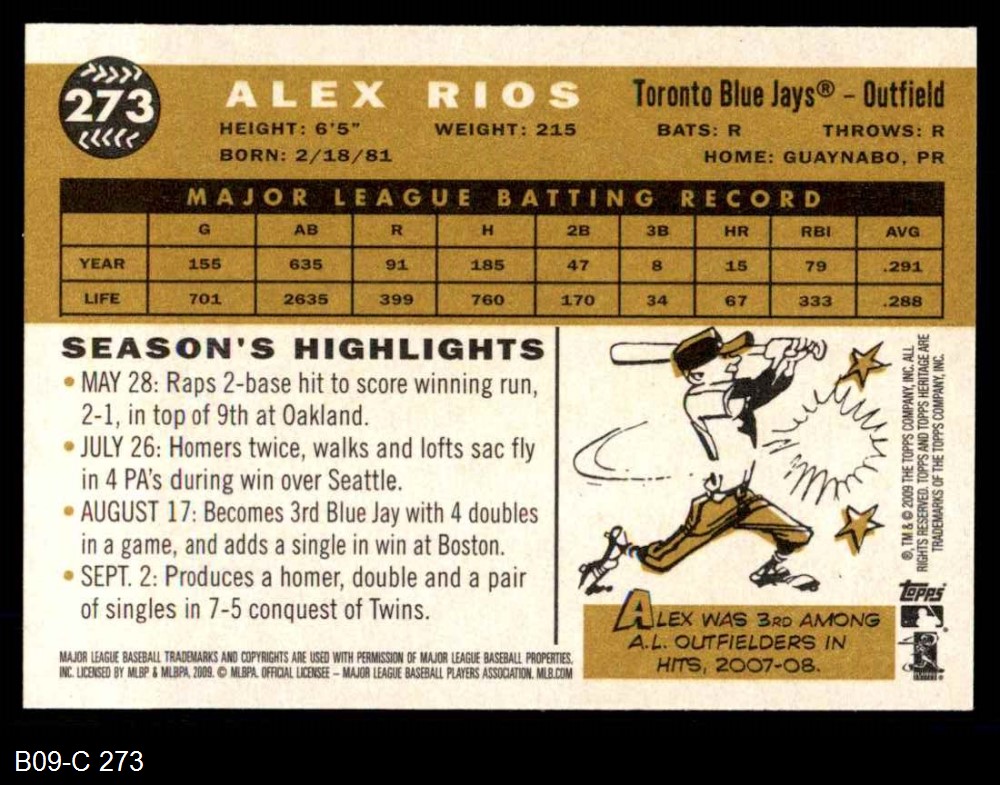 273
ALEX RIOS
Toronto Blue Jays® – Outfield
HEIGHT: 6'5" WEIGHT: 215 BATS: R THROWS: R
BORN: 2/18/81 HOME: GUAYNABO, PR
MAJOR LEAGUE BATTING RECORD
G AB R H 2B 3B HR RBI AVG
YEAR 155 635 91 185 47 8 15 79 .291
LIFE 701 2635 399 760 170 34 67 333 .288
SEASON'S HIGHLIGHTS
• MAY 28: Raps 2-base hit to score winning run,
2-1, in top of 9th at Oakland.
• JULY 26: Homers twice, walks and lofts sac fly
in 4 PA's during win over Seattle.
• AUGUST 17: Becomes 3rd Blue Jay with 4 doubles
in a game, and adds a single in win at Boston.
• SEPT. 2: Produces a homer, double and a pair
of singles in 7-5 conquest of Twins.
ALEX WAS 3RD AMONG
A.L. OUTFIELDERS IN
HITS, 2007-08.
®, TM & © 2009 THE TOPPS COMPANY, INC. ALL
RIGHTS RESERVED. TOPPS AND TOPPS HERITAGE ARE
TRADEMARKS OF THE TOPPS COMPANY, INC.
Topps
MAJOR LEAGUE BASEBALL TRADEMARKS AND COPYRIGHTS ARE USED WITH PERMISSION OF MAJOR LEAGUE BASEBALL PROPERTIES,
INC. LICENSED BY MLBP & MLBPA, 2009. © MLBPA. OFFICIAL LICENSEE – MAJOR LEAGUE BASEBALL PLAYERS ASSOCIATION. MLB.COM
B09-C 273